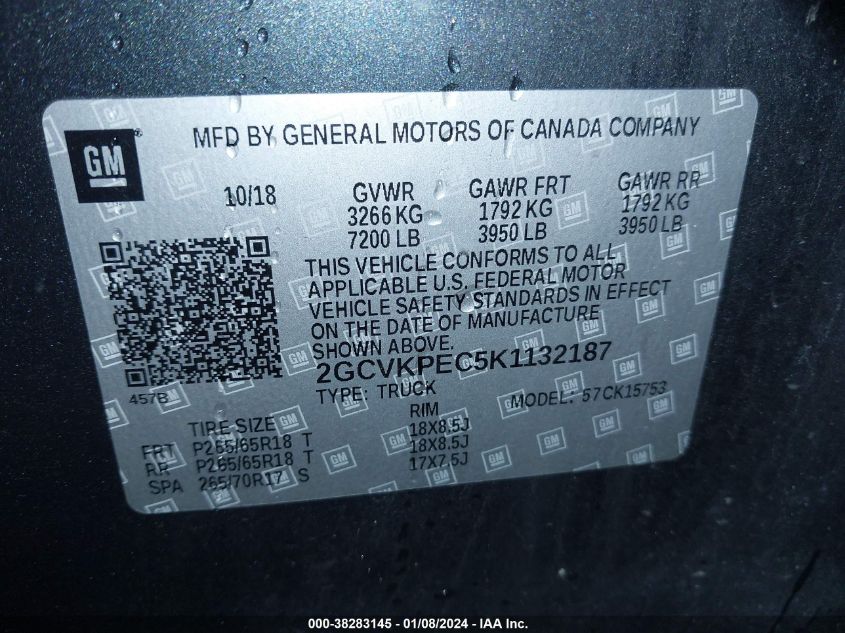 MFD BY GENERAL MOTORS OF CANADA COMPANY
GM
10/18 GVWR GAWR FRT GAWR RR
3266 KG 1792 KG 1792 KG
7200 LB 3950 LB 3950 LB
THIS VEHICLE CONFORMS TO ALL
APPLICABLE U.S. FEDERAL MOTOR
VEHICLE SAFETY STANDARDS IN EFFECT
ON THE DATE OF MANUFACTURE
SHOWN ABOVE.
2GCVKPEC5K1132187
457B TYPE: TRUCK MODEL: 57CK15753
TIRE SIZE RIM
FRT P265/65R18 T 18X8.5J
RR P265/65R18 T 18X8.5J
SPA 265/70R17 S 17X7.5J
000-38283145 - 01/08/2024 - IAA Inc.